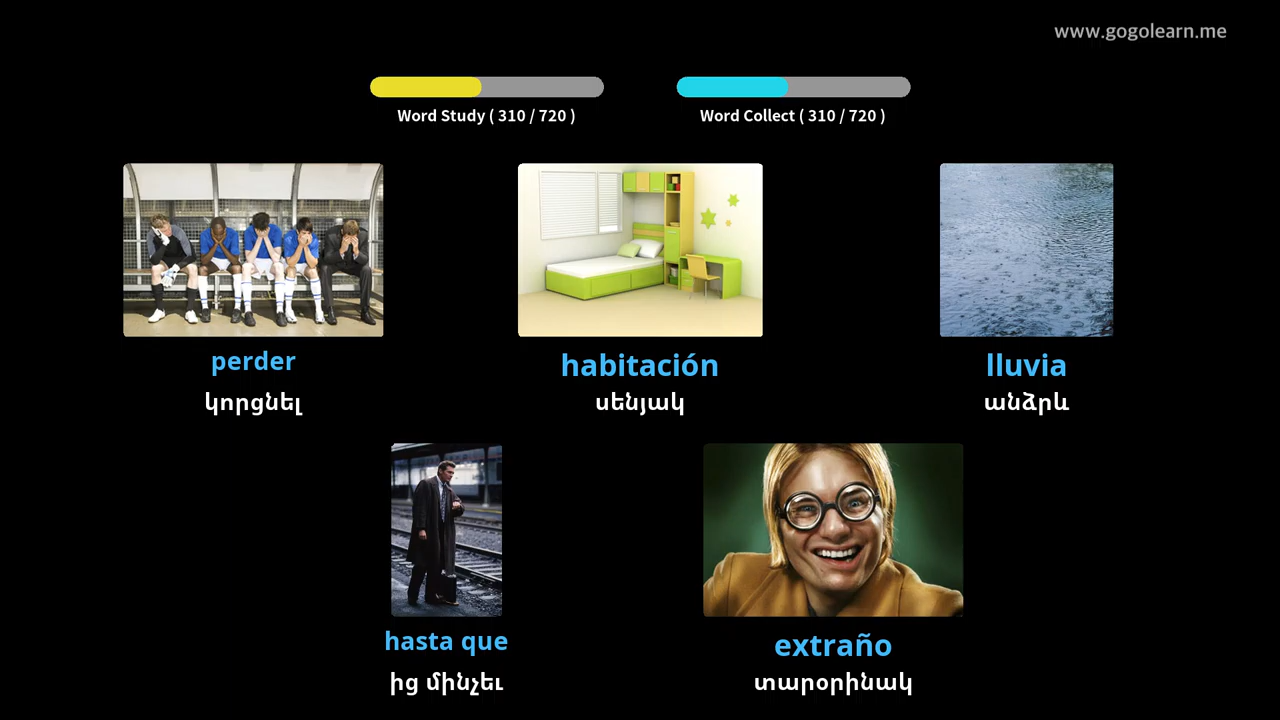 www.gogolearn.me
Word Study ( 310 / 720 )
Word Collect ( 310 / 720 )
perder
habitación
lluvia
կորցնել
սենյակ
անձրև
hasta que
extraño
ից մինչեւ
տարօրինակ